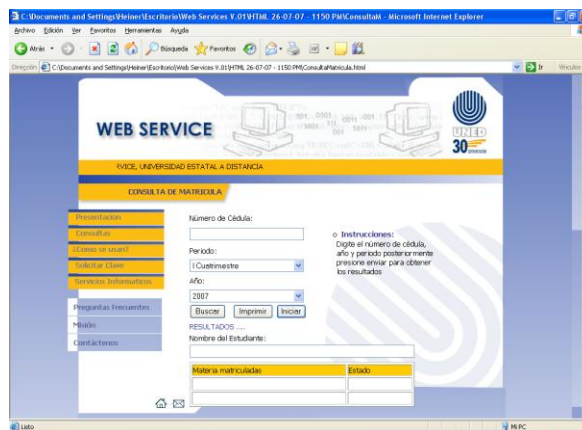 C:\Documents and Settings\Heiner\Escritorio\Web Services V.01\HTML 26-07-07 - 1150 PM\ConsultaM - Microsoft Internet Explorer
Archivo Edición Ver Favoritos Herramientas Ayuda
Atrás Búsqueda Favoritos
Dirección C:\Documents and Settings\Heiner\Escritorio\Web Services V.01\HTML 26-07-07 - 1150 PM\ConsultaMatricula.html Ir Vínculos
WEB SERVICE
UNED
30
RVICE, UNIVERSIDAD ESTATAL A DISTANCIA
CONSULTA DE MATRICULA
Presentacion
Consultas
¿Como se usan?
Solicitar Clave
Servicios Informaticos
Preguntas Frecuentes
Misión
Contáctenos
Número de Cédula:
Periodo:
I Cuatrimestre
Año:
2007
Buscar Imprimir Iniciar
Instrucciones:
Digite el número de cédula,
año y periodo posteriormente
presione enviar para obtener
los resultados
RESULTADOS ....
Nombre del Estudiante:
Materia matriculadas Estado
Listo Mi PC